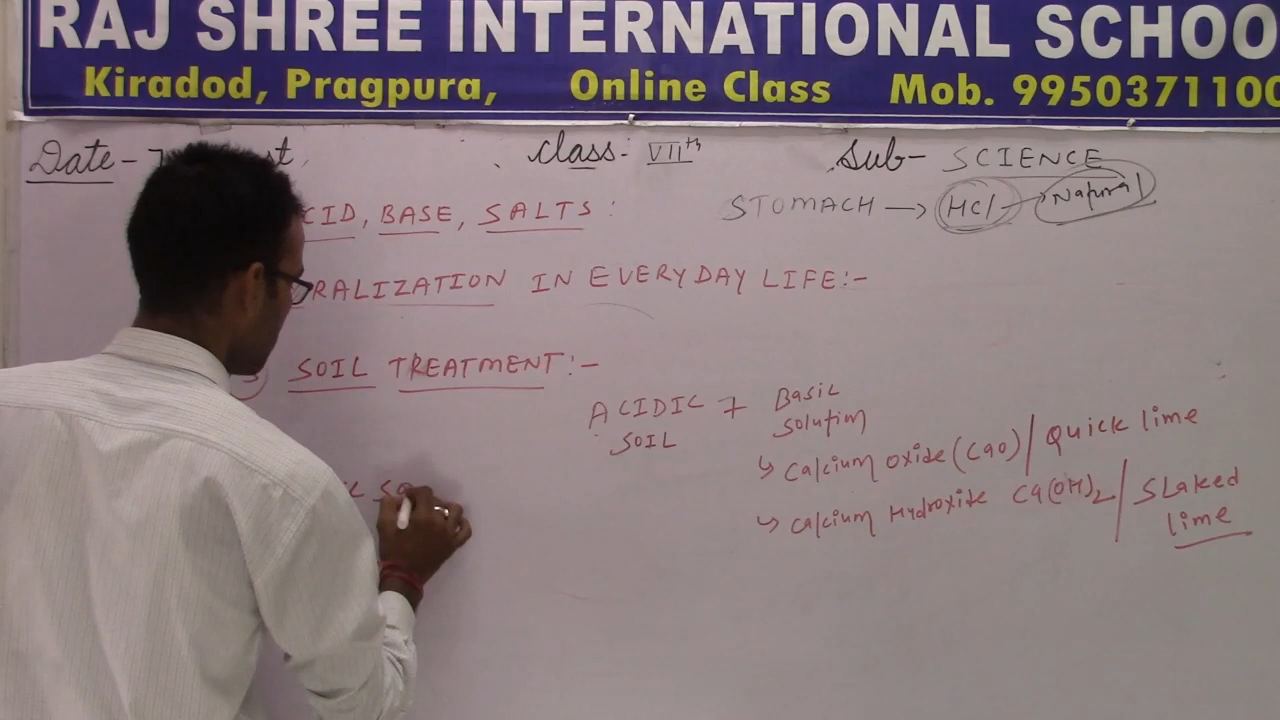 RAJ SHREE INTERNATIONAL SCHOO
Kiradod, Pragpura, Online Class Mob. 9950371100
Date - Class:- VIIth Sub- SCIENCE
CID, BASE, SALTS: STOMACH → HCl → Natural
RALIZATION IN EVERYDAY LIFE:-
SOIL TREATMENT:-
ACIDIC + Basic
SOIL Solution
↳ Calcium oxide (CaO) / Quick lime
↳ Calcium Hydroxite Ca(OH)2 / SLaked
lime